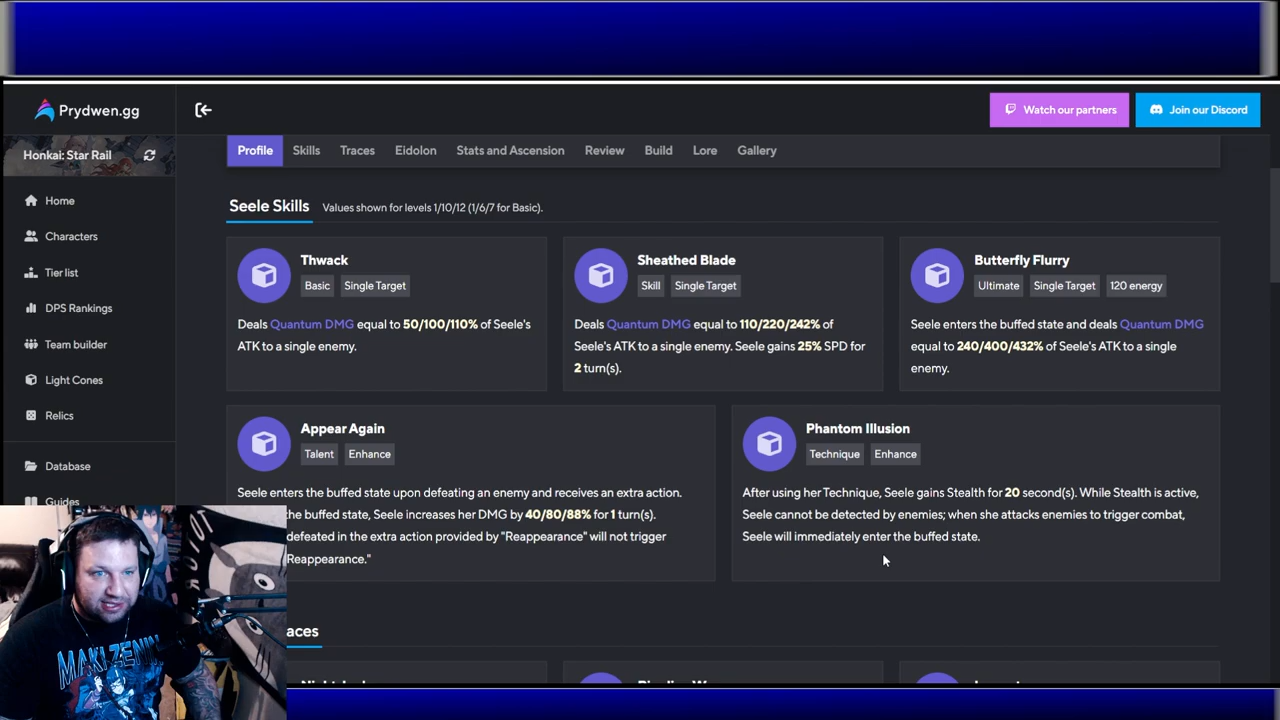 Prydwen.gg
Watch our partners
Join our Discord
Honkai: Star Rail
Profile
Skills
Traces
Eidolon
Stats and Ascension
Review
Build
Lore
Gallery
Home
Characters
Tier list
DPS Rankings
Team builder
Light Cones
Relics
Database
Guides
Seele Skills
Values shown for levels 1/10/12 (1/6/7 for Basic).
Thwack
Basic
Single Target
Deals Quantum DMG equal to 50/100/110% of Seele's
ATK to a single enemy.
Sheathed Blade
Skill
Single Target
Deals Quantum DMG equal to 110/220/242% of
Seele's ATK to a single enemy. Seele gains 25% SPD for
2 turn(s).
Butterfly Flurry
Ultimate
Single Target
120 energy
Seele enters the buffed state and deals Quantum DMG
equal to 240/400/432% of Seele's ATK to a single
enemy.
Appear Again
Talent
Enhance
Seele enters the buffed state upon defeating an enemy and receives an extra action.
the buffed state, Seele increases her DMG by 40/80/88% for 1 turn(s).
defeated in the extra action provided by "Reappearance" will not trigger
Reappearance."
Phantom Illusion
Technique
Enhance
After using her Technique, Seele gains Stealth for 20 second(s). While Stealth is active,
Seele cannot be detected by enemies; when she attacks enemies to trigger combat,
Seele will immediately enter the buffed state.
MAKI ZENIN